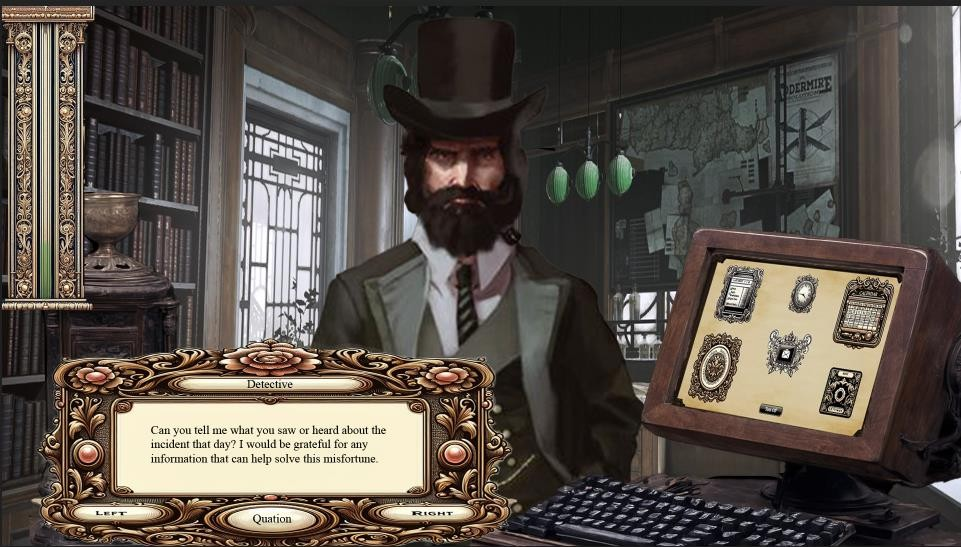 Detective
Can you tell me what you saw or heard about the
incident that day? I would be grateful for any
information that can help solve this misfortune.
LEFT
Quation
RIGHT